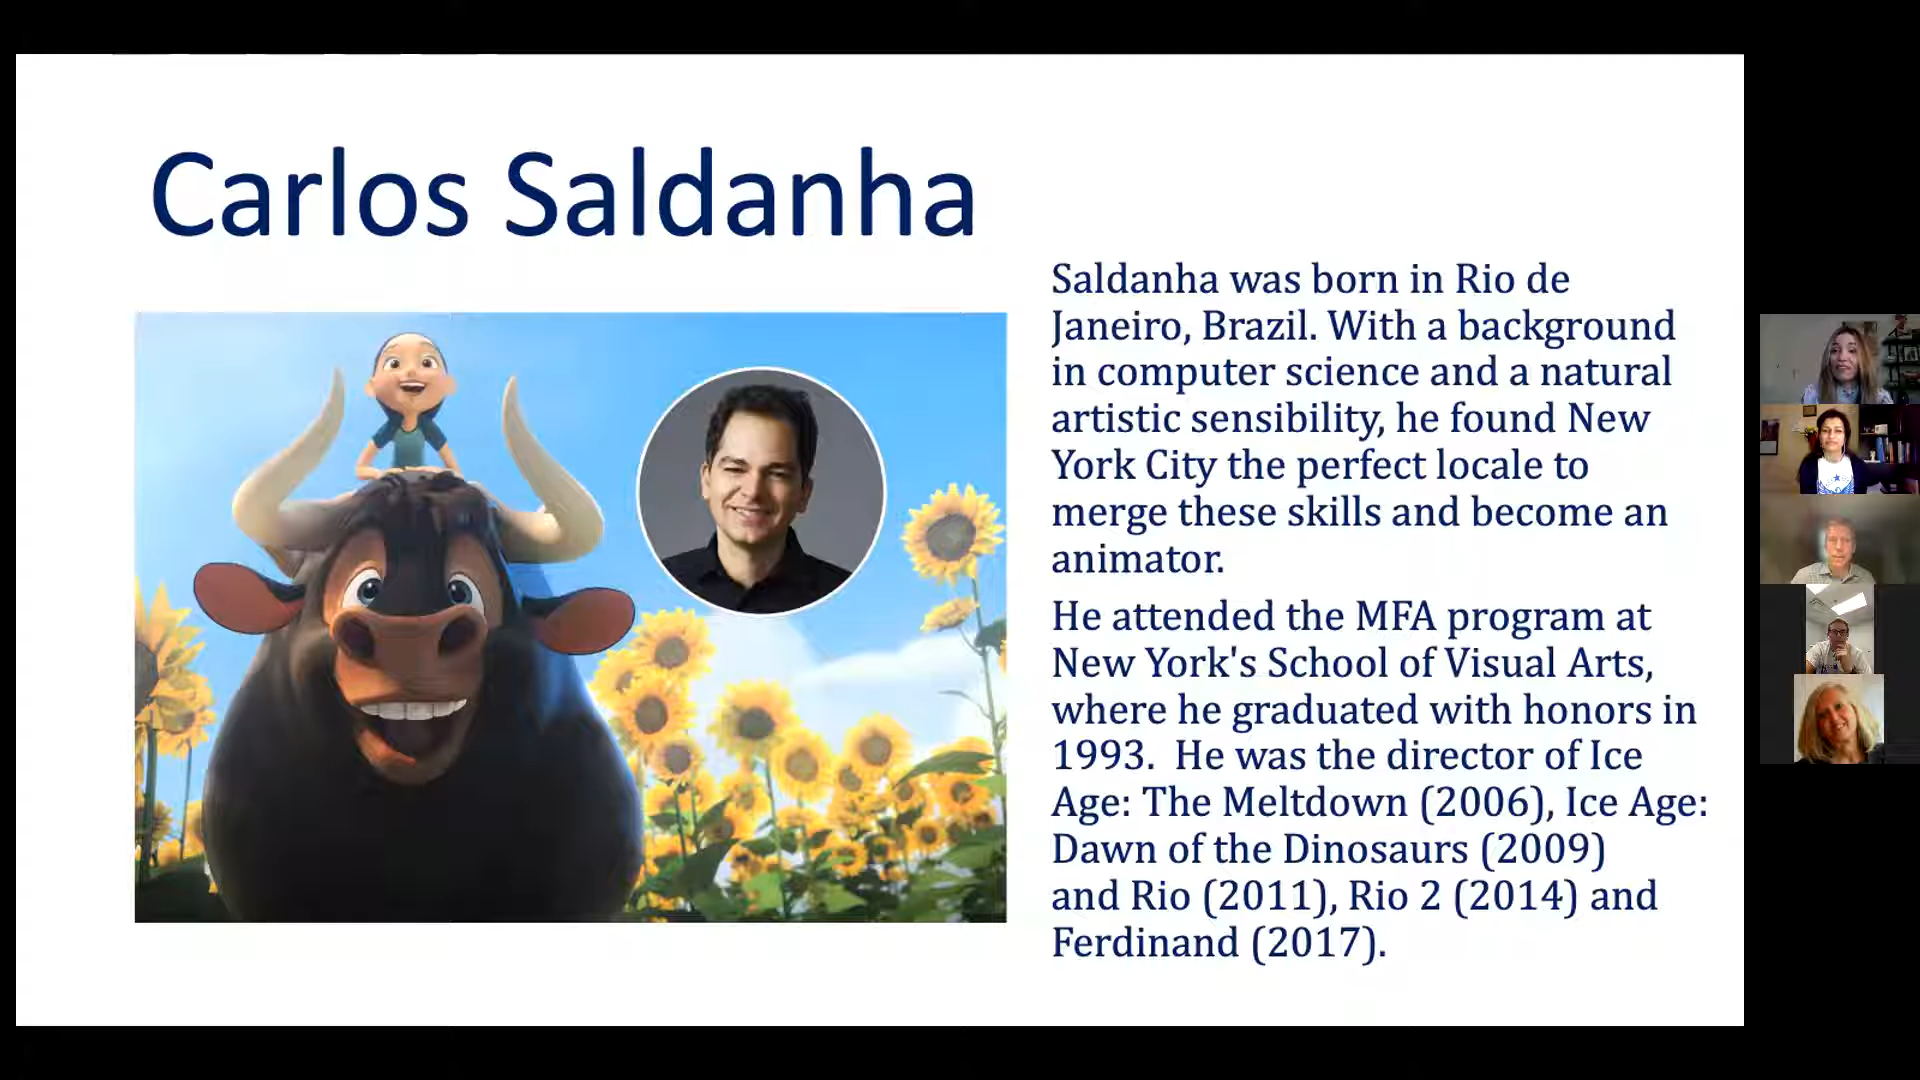 Carlos Saldanha
Saldanha was born in Rio de
Janeiro, Brazil. With a background
in computer science and a natural
artistic sensibility, he found New
York City the perfect locale to
merge these skills and become an
animator.
He attended the MFA program at
New York's School of Visual Arts,
where he graduated with honors in
1993.  He was the director of Ice
Age: The Meltdown (2006), Ice Age:
Dawn of the Dinosaurs (2009)
and Rio (2011), Rio 2 (2014) and
Ferdinand (2017).